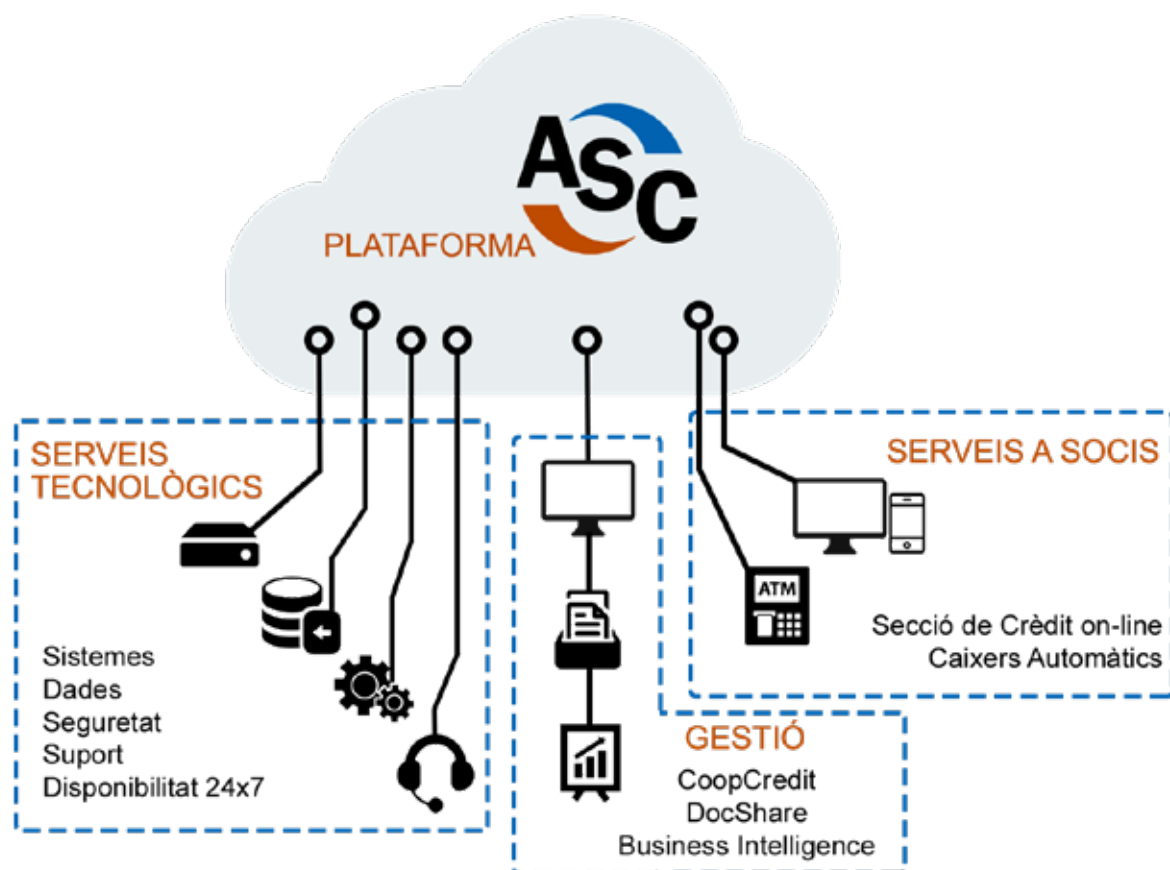 ASC
PLATAFORMA
SERVEIS
TECNOLÒGICS
Sistemes
Dades
Seguretat
Suport
Disponibilitat 24x7
GESTIÓ
CoopCredit
DocShare
Business Intelligence
SERVEIS A SOCIS
ATM
Secció de Crèdit on-line
Caixers Automàtics